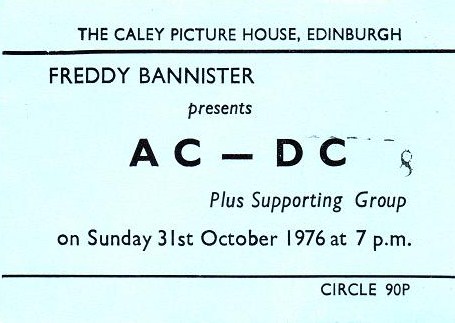 THE CALEY PICTURE HOUSE, EDINBURGH
FREDDY BANNISTER
presents
AC—DC
Plus Supporting Group
on Sunday 31st October 1976 at 7 p.m.
CIRCLE 90P